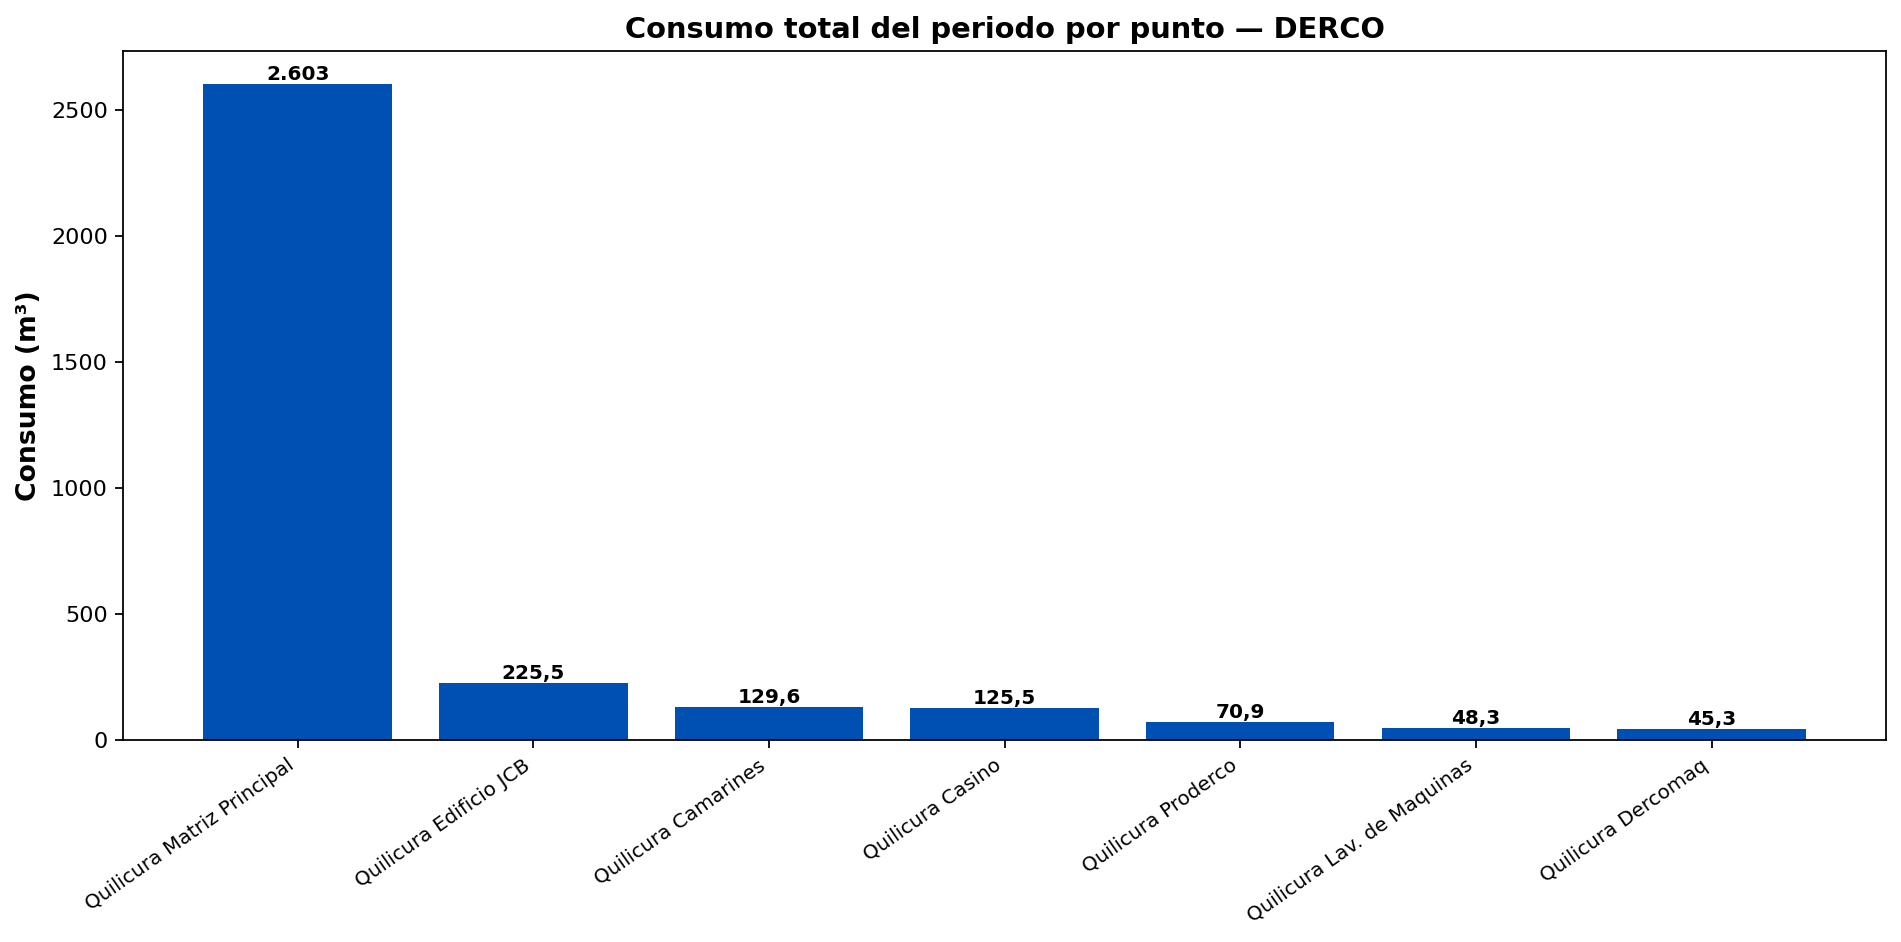 Consumo total del periodo por punto — DERCO
Consumo (m³)
2500
2000
1500
1000
500
0
2.603
225,5
129,6
125,5
70,9
48,3
45,3
Quilicura Matriz Principal
Quilicura Edificio JCB
Quilicura Camarines
Quilicura Casino
Quilicura Proderco
Quilicura Lav. de Maquinas
Quilicura Dercomaq